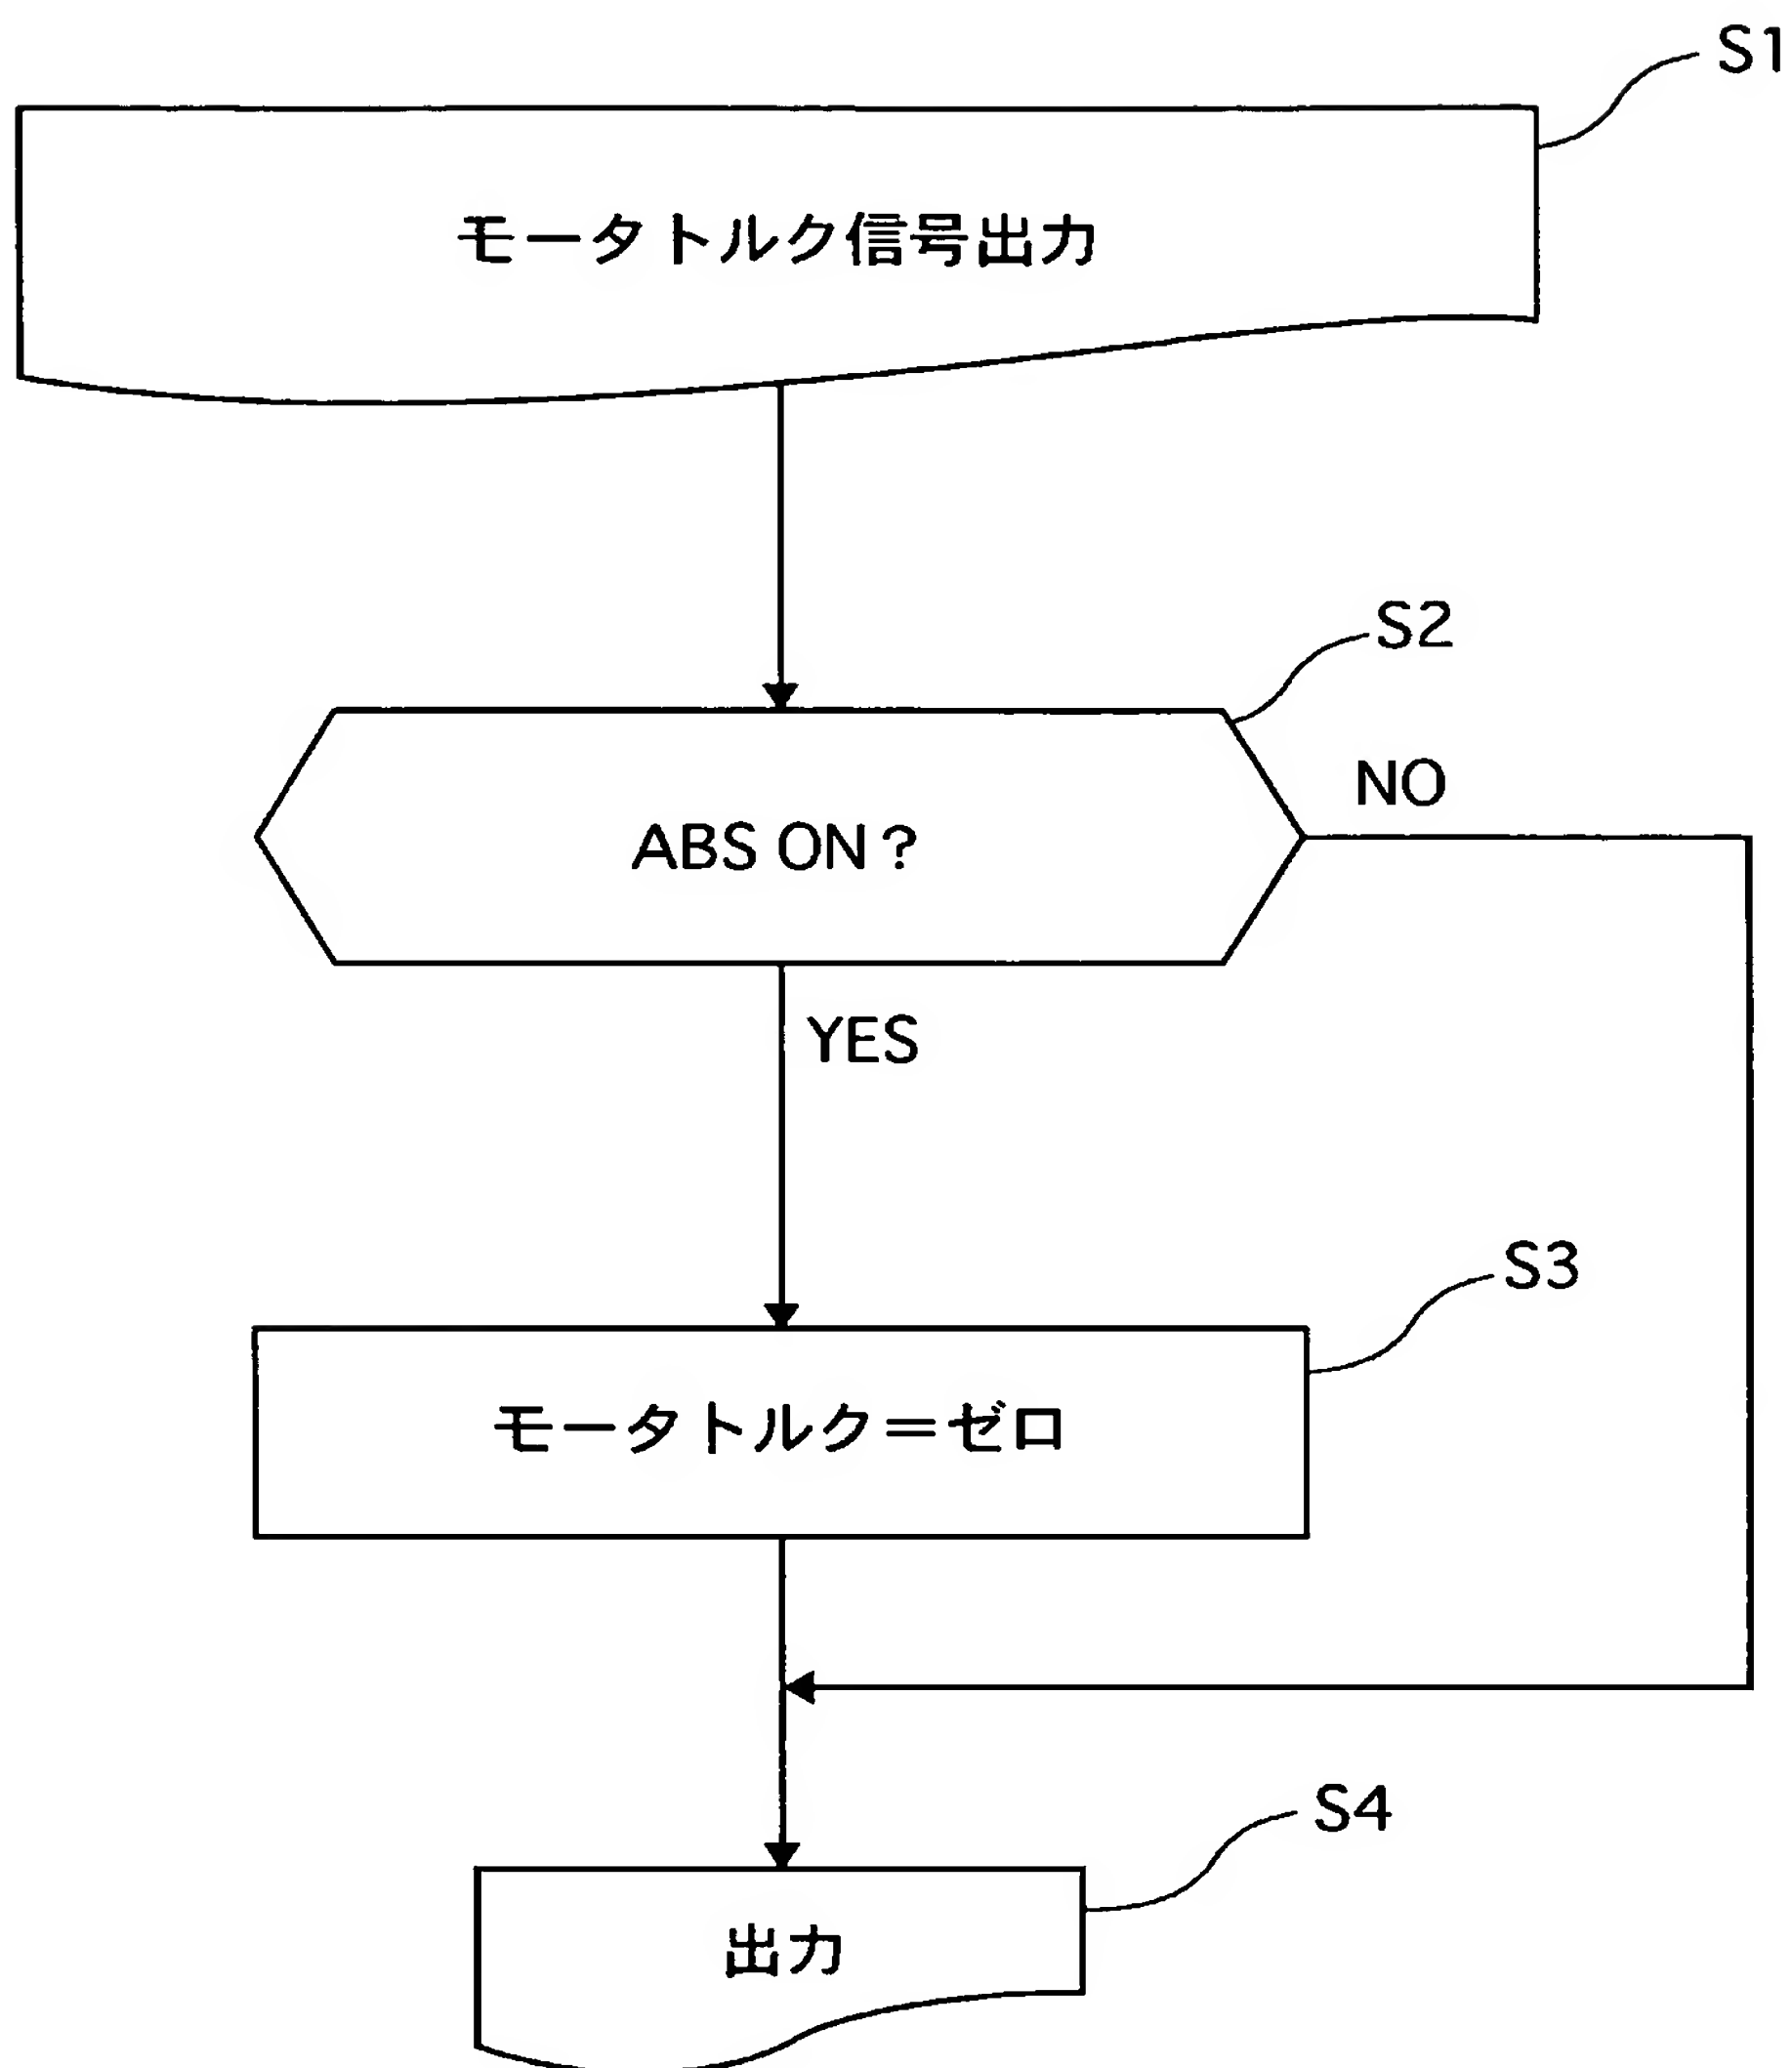 S1
モータトルク信号出力
S2
NO
ABS ON？
YES
S3
モータトルク＝ゼロ
S4
出力